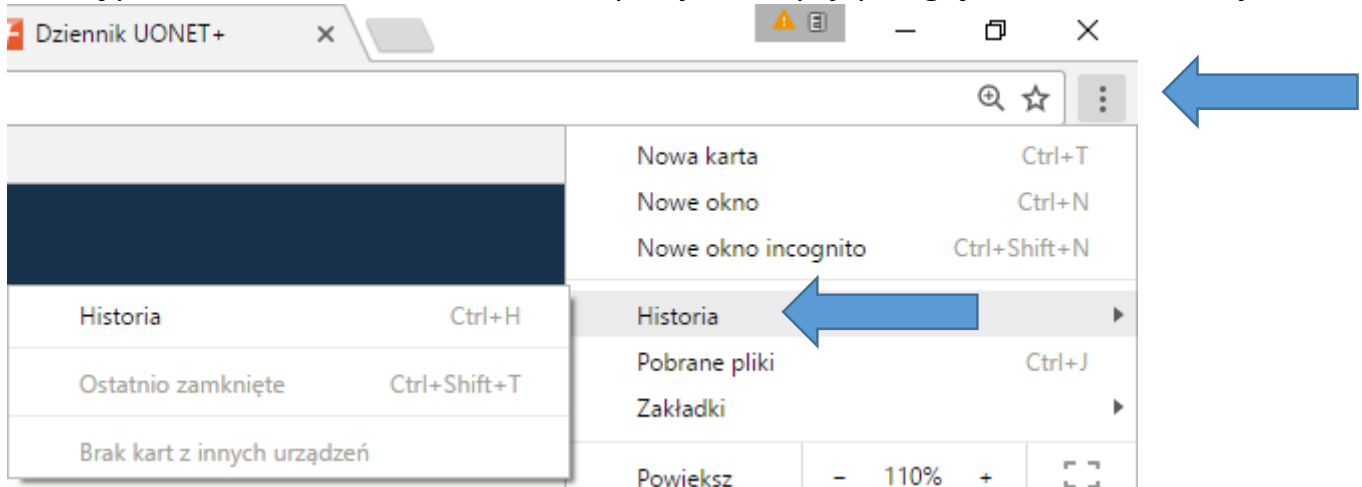 Dziennik UONET+
Nowa karta Ctrl+T
Nowe okno Ctrl+N
Nowe okno incognito Ctrl+Shift+N
Historia Ctrl+H
Historia
Ostatnio zamknięte Ctrl+Shift+T
Pobrane pliki Ctrl+J
Zakładki
Brak kart z innych urządzeń
Powiększ - 110% +